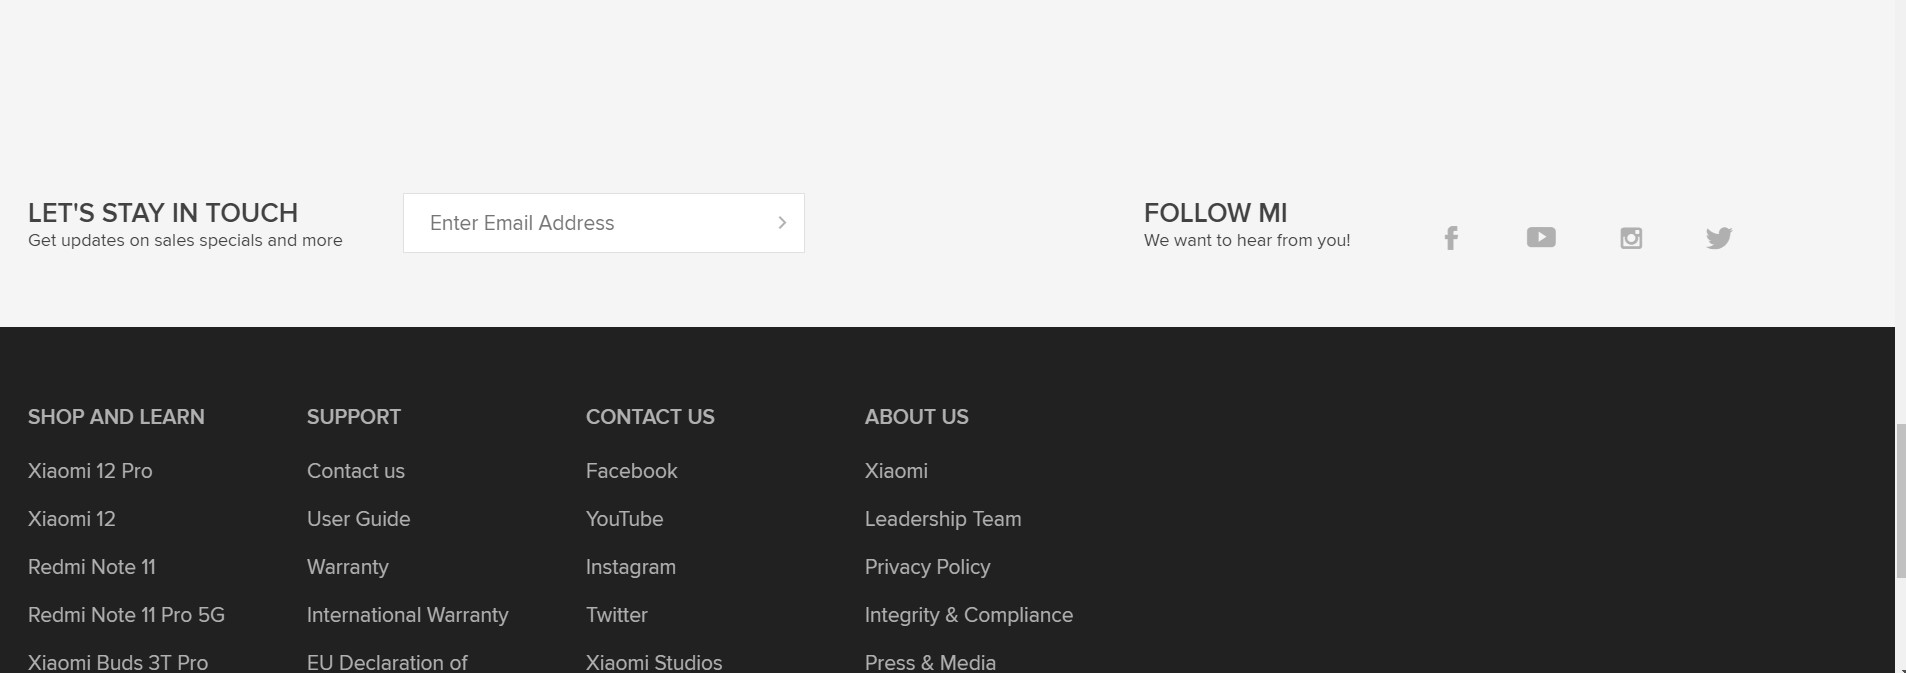 LET'S STAY IN TOUCH
Get updates on sales specials and more
Enter Email Address
FOLLOW MI
We want to hear from you!
SHOP AND LEARN
Xiaomi 12 Pro
Xiaomi 12
Redmi Note 11
Redmi Note 11 Pro 5G
Xiaomi Buds 3T Pro
SUPPORT
Contact us
User Guide
Warranty
International Warranty
EU Declaration of
CONTACT US
Facebook
YouTube
Instagram
Twitter
Xiaomi Studios
ABOUT US
Xiaomi
Leadership Team
Privacy Policy
Integrity & Compliance
Press & Media